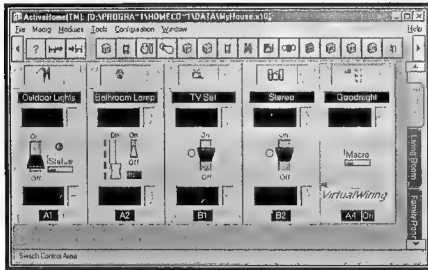 ActiveHome(TM) [D:\PROGRA~1\HOMECO~1\DATA\MyHouse.x10]
File Macro Modules Tools Configuration Window Help
Outdoor Lights Bathroom Lamp TV Set Stereo Goodnight
On Dim On On On
Status Off Macro
Off Off Off
VirtualWiring
A1 A2 B1 B2 A4 On
Living Room
Family Room
Switch Control Area